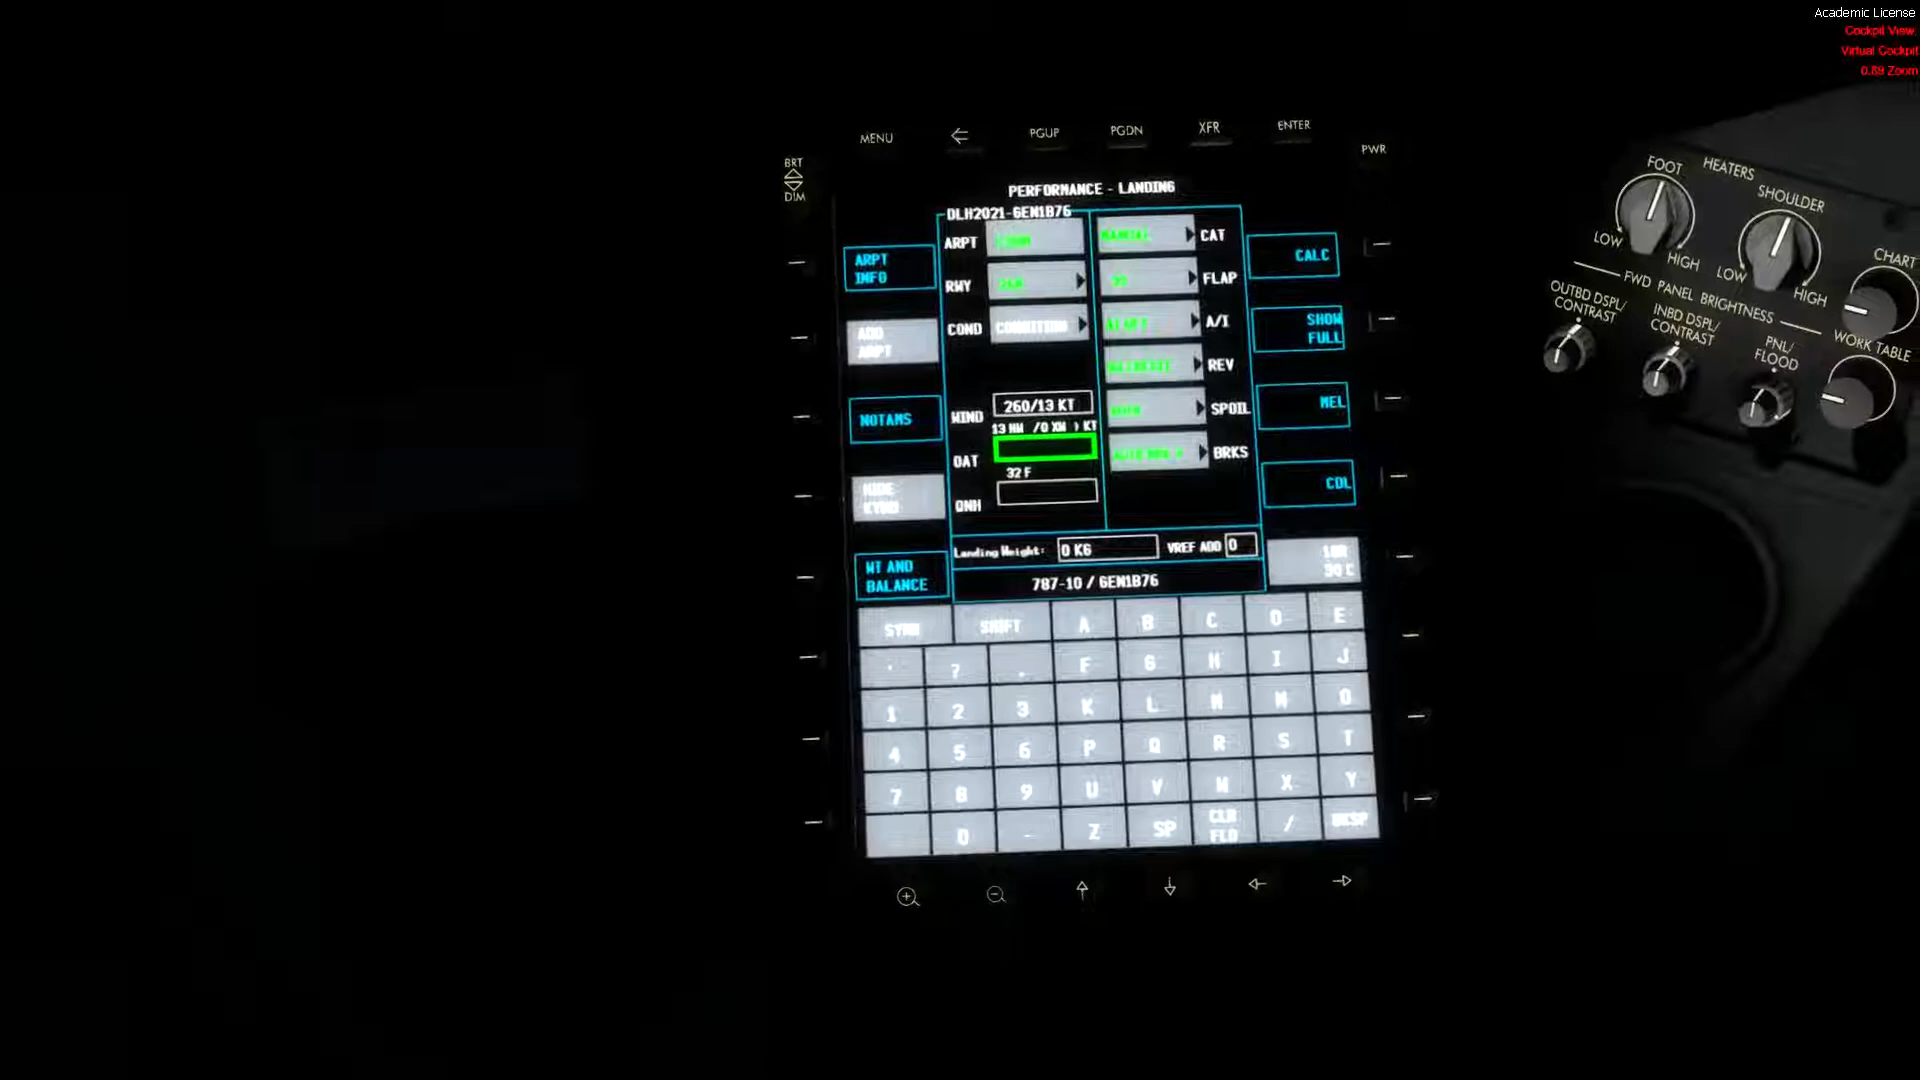 Academic License
Cockpit View
Virtual Cockpit
0.69 Zoom
MENU
PGUP
PGDN
XFR
ENTER
PWR
BRT
DIM
PERFORMANCE - LANDING
DLH2021-GEN1B76
ARPT
CAT
ARPT
INFO
CALC
RWY
FLAP
ADD
ARPT
COND
CONDITION
A/I
SHOW
FULL
REV
NOTAMS
WIND
260/13 KT
SPOIL
MEL
13 HW /0 XW ) KT
OAT
BRKS
32 F
HIDE
KYBD
QNH
CDL
Landing Weight:
0 KG
VREF ADD
0
WT AND
BALANCE
787-10 / GEN1B76
SHIFT
A
B
C
D
E
?
.
F
G
H
I
J
1
2
3
K
L
M
N
O
4
5
6
P
Q
R
S
T
7
8
9
U
V
W
X
Y
0
-
Z
SP
CLR
FLD
/
BKSP
FOOT
HEATERS
SHOULDER
LOW
HIGH
LOW
HIGH
CHART
FWD PANEL BRIGHTNESS
OUTBD DSPL/
CONTRAST
INBD DSPL/
CONTRAST
PNL/
FLOOD
WORK TABLE